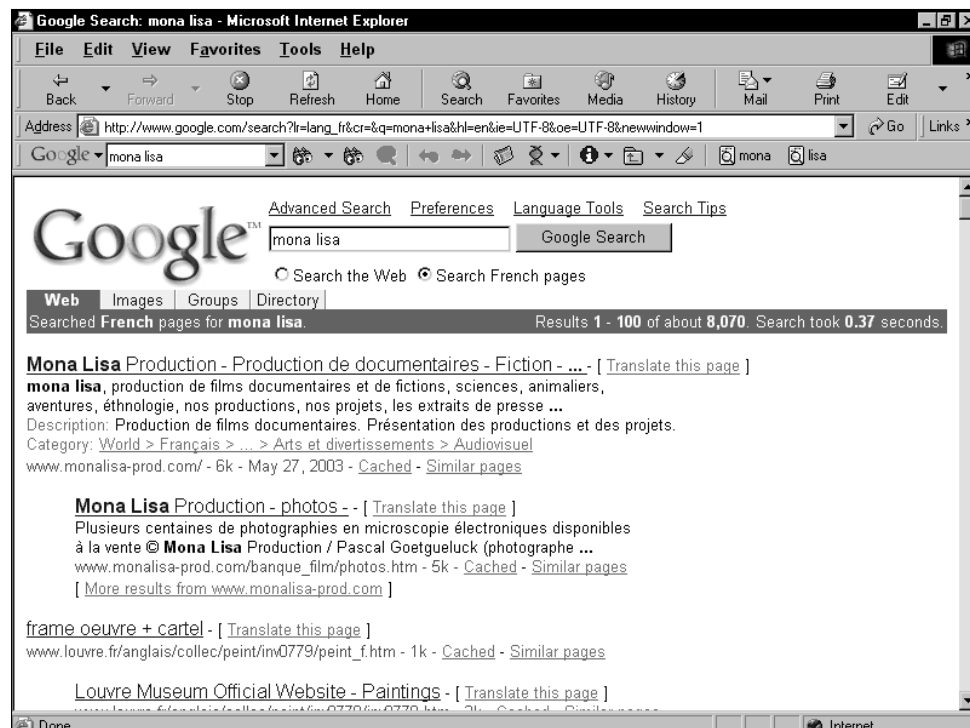 Google Search: mona lisa - Microsoft Internet Explorer
File Edit View Favorites Tools Help
Back Forward Stop Refresh Home Search Favorites Media History Mail Print Edit
Address http://www.google.com/search?lr=lang_fr&cr=&q=mona+lisa&hl=en&ie=UTF-8&oe=UTF-8&newwindow=1 Go Links
Google mona lisa mona lisa
Advanced Search Preferences Language Tools Search Tips
Google™ mona lisa Google Search
Search the Web Search French pages
Web Images Groups Directory
Searched French pages for mona lisa. Results 1 - 100 of about 8,070. Search took 0.37 seconds.
Mona Lisa Production - Production de documentaires - Fiction - ... - [ Translate this page ]
mona lisa, production de films documentaires et de fictions, sciences, animaliers,
aventures, éthnologie, nos productions, nos projets, les extraits de presse ...
Description: Production de films documentaires. Présentation des productions et des projets.
Category: World > Français > ... > Arts et divertissements > Audiovisuel
www.monalisa-prod.com/ - 6k - May 27, 2003 - Cached - Similar pages
Mona Lisa Production - photos - - [ Translate this page ]
Plusieurs centaines de photographies en microscopie électroniques disponibles
à la vente © Mona Lisa Production / Pascal Goetgueluck (photographe ...
www.monalisa-prod.com/banque_film/photos.htm - 5k - Cached - Similar pages
[ More results from www.monalisa-prod.com ]
frame oeuvre + cartel - [ Translate this page ]
www.louvre.fr/anglais/collec/peint/inv0779/peint_f.htm - 1k - Cached - Similar pages
Louvre Museum Official Website - Paintings - [ Translate this page ]
Done Internet